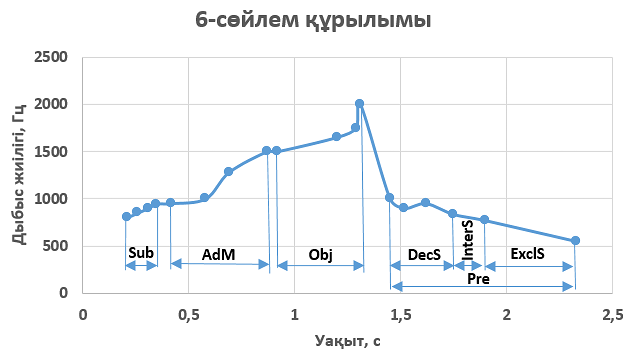 6-сөйлем құрылымы
Дыбыс жиілігі, Гц
2500
2000
1500
1000
500
0
Sub
AdM
Obj
DecS
InterS
ExclS
Pre
0
0,5
1
1,5
2
2,5
Уақыт, с